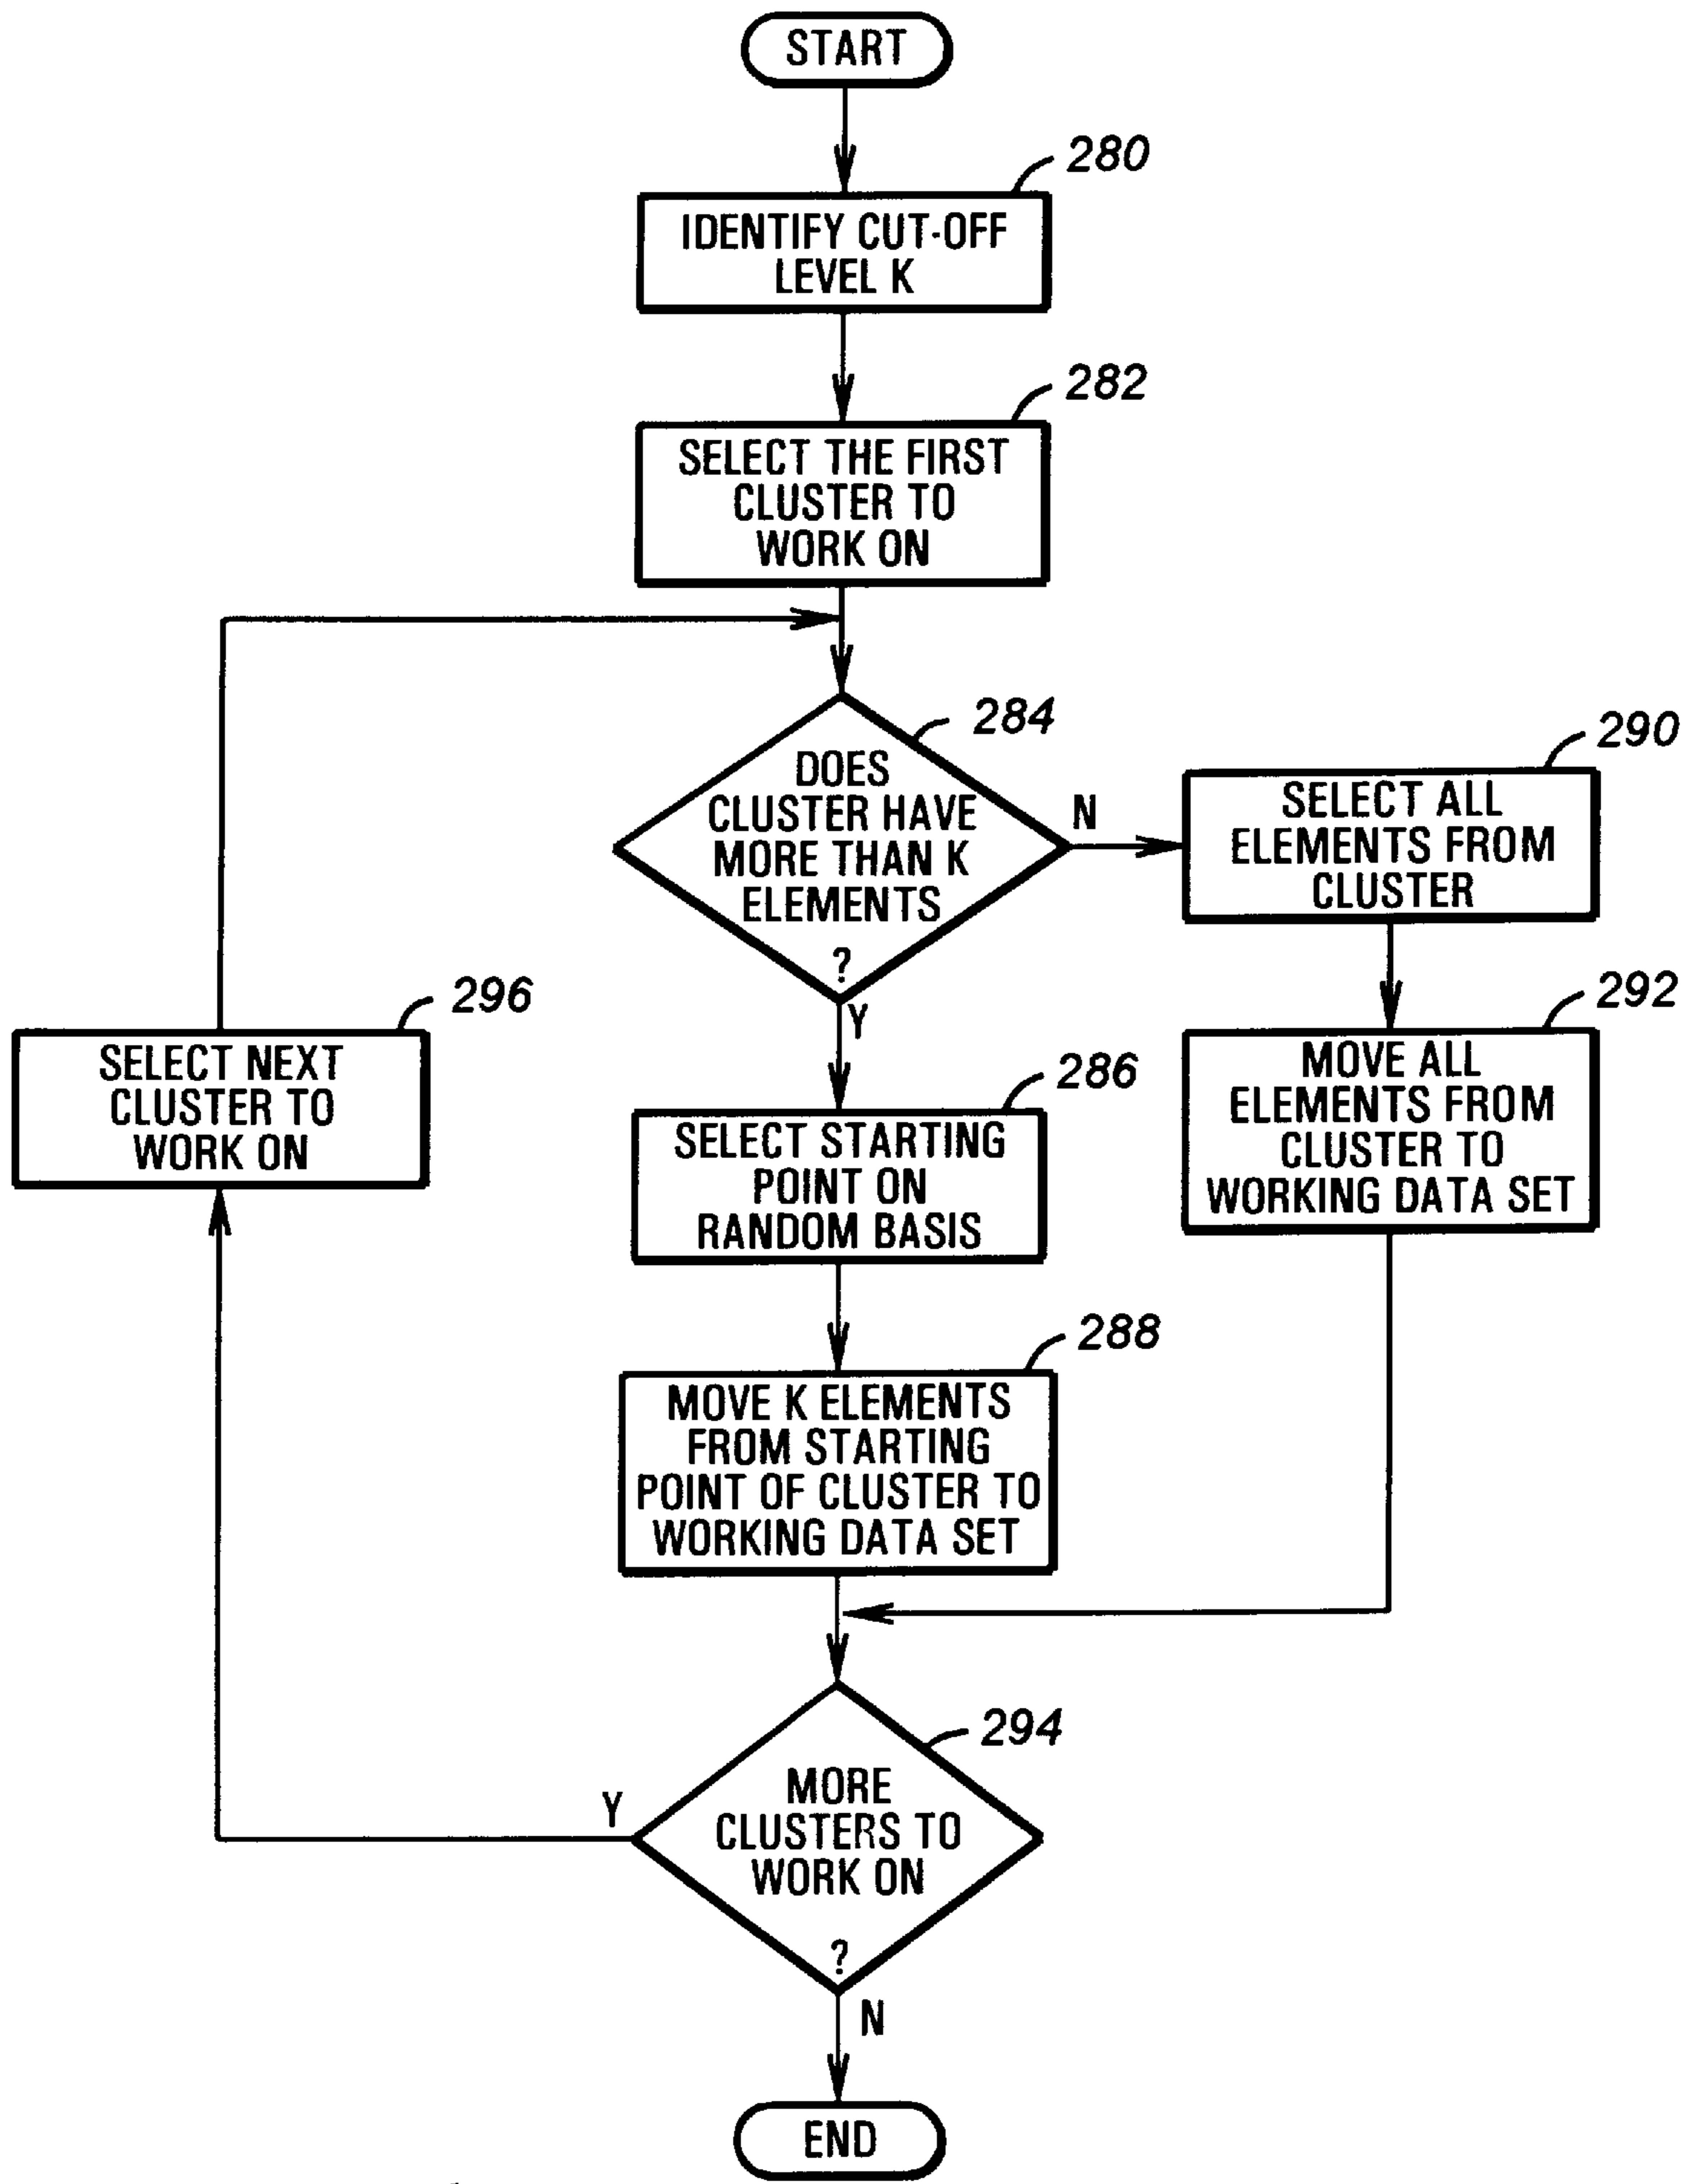 START
280
IDENTIFY CUT-OFF
LEVEL K
282
SELECT THE FIRST
CLUSTER TO
WORK ON
284
DOES
CLUSTER HAVE
MORE THAN K
ELEMENTS
?
N
Y
290
SELECT ALL
ELEMENTS FROM
CLUSTER
292
MOVE ALL
ELEMENTS FROM
CLUSTER TO
WORKING DATA SET
296
SELECT NEXT
CLUSTER TO
WORK ON
286
SELECT STARTING
POINT ON
RANDOM BASIS
288
MOVE K ELEMENTS
FROM STARTING
POINT OF CLUSTER TO
WORKING DATA SET
294
MORE
CLUSTERS TO
WORK ON
?
Y
N
END